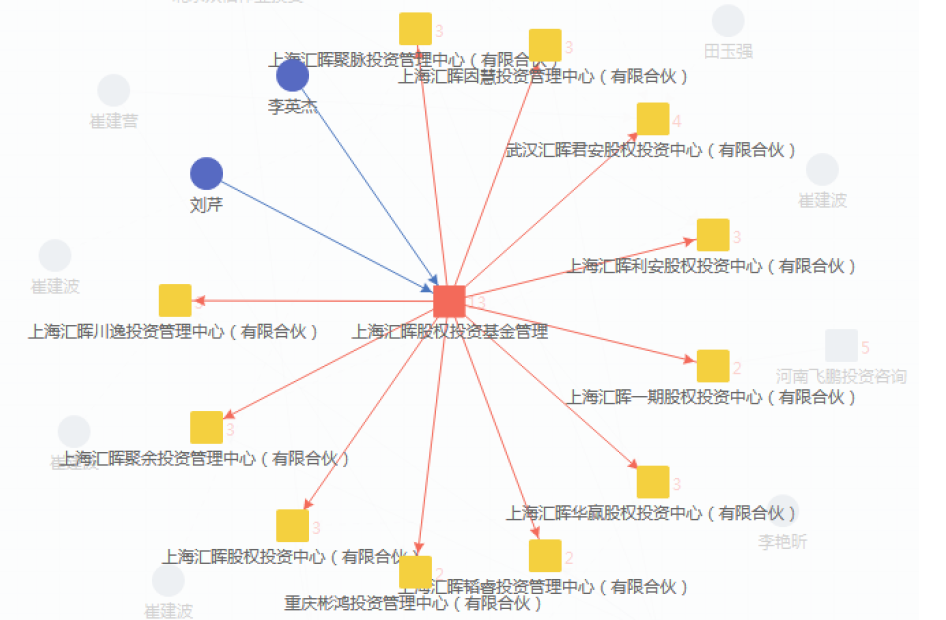 3
上海汇晖聚脉投资管理中心（有限合伙）
3
上海汇晖因慧投资管理中心（有限合伙）
田玉强
李英杰
崔建营
4
武汉汇晖君安股权投资中心（有限合伙）
刘芹
崔建波
3
上海汇晖利安股权投资中心（有限合伙）
崔建波
13
上海汇晖川逸投资管理中心（有限合伙）
上海汇晖股权投资基金管理
5
河南飞鹏投资咨询
2
上海汇晖一期股权投资中心（有限合伙）
3
崔建波
上海汇晖聚余投资管理中心（有限合伙）
3
上海汇晖华赢股权投资中心（有限合伙）
李艳昕
3
上海汇晖股权投资中心（有限合伙）
2
2
上海汇晖韬睿投资管理中心（有限合伙）
重庆彬鸿投资管理中心（有限合伙）
崔建波